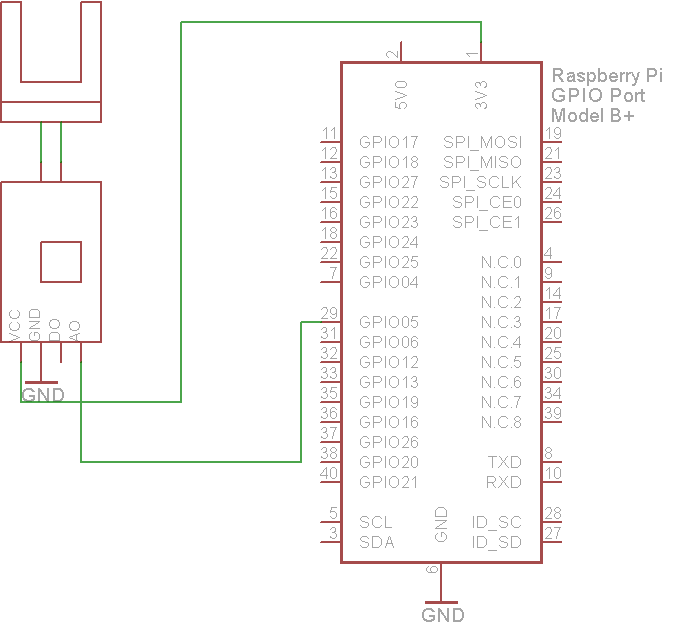 2
1
5V0
3V3
Raspberry Pi
GPIO Port
Model B+
11 GPIO17 SPI_MOSI 19
12 GPIO18 SPI_MISO 21
13 GPIO27 SPI_SCLK 23
15 GPIO22 SPI_CE0 24
16 GPIO23 SPI_CE1 26
18 GPIO24
22 GPIO25 N.C.0 4
7 GPIO04 N.C.1 9
N.C.2 14
29 GPIO05 N.C.3 17
31 GPIO06 N.C.4 20
32 GPIO12 N.C.5 25
33 GPIO13 N.C.6 30
35 GPIO19 N.C.7 34
36 GPIO16 N.C.8 39
37 GPIO26
38 GPIO20 TXD 8
40 GPIO21 RXD 10
5 SCL ID_SC 28
3 SDA ID_SD 27
GND
6
GND
VCC
GND
DO
AO
GND